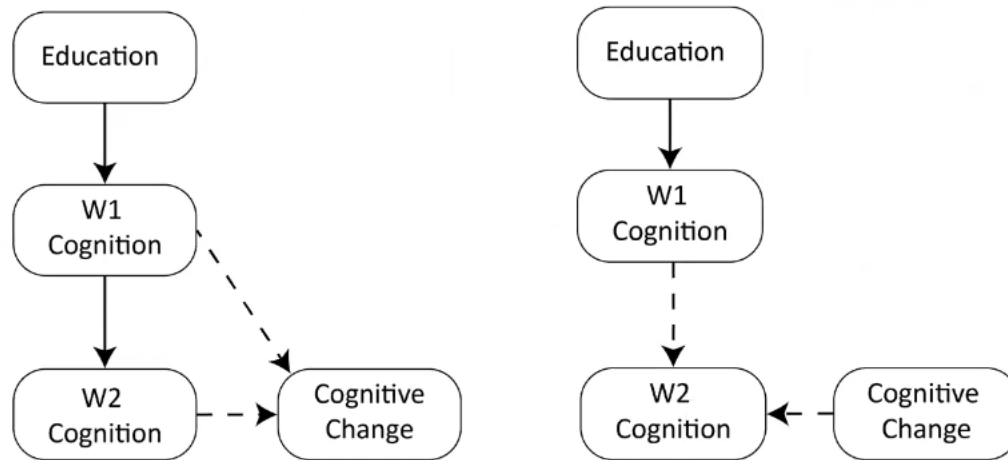 Education
W1
Cognition
W2
Cognition
Cognitive
Change
Education
W1
Cognition
W2
Cognition
Cognitive
Change